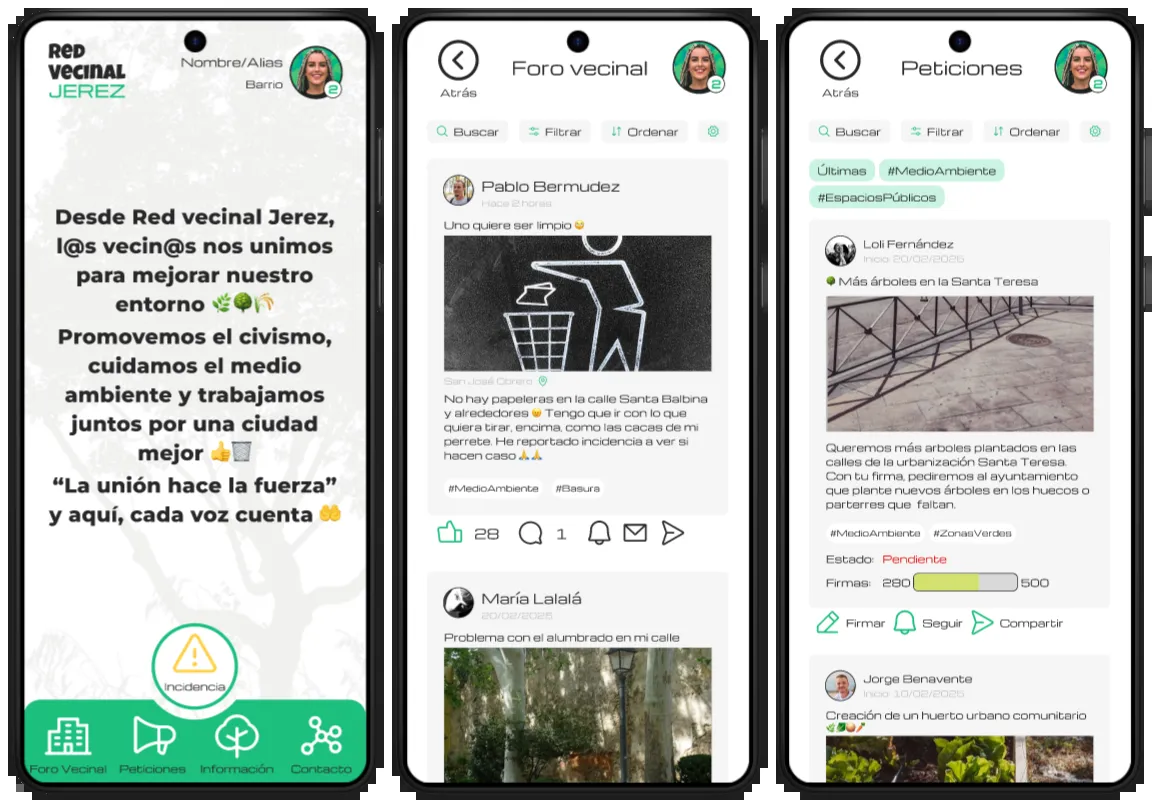 Red
vecinal
JEREZ
Nombre/Alias
Barrio
2
Desde Red vecinal Jerez,
l@s vecin@s nos unimos
para mejorar nuestro
entorno 🌿🌳🌾
Promovemos el civismo,
cuidamos el medio
ambiente y trabajamos
juntos por una ciudad
mejor 👍🗑️
“La unión hace la fuerza”
y aquí, cada voz cuenta 🤲
Incidencia
Foro Vecinal
Peticiones
Información
Contacto
Atrás
Foro vecinal
2
Buscar
Filtrar
Ordenar
Pablo Bermudez
Hace 2 horas
Uno quiere ser limpio 😅
San José Obrero
No hay papeleras en la calle Santa Balbina
y alrededores 😠 Tengo que ir con lo que
quiera tirar, encima, como las cacas de mi
perrete. He reportado incidencia a ver si
hacen caso 🙏🙏
#MedioAmbiente #Basura
28
1
María Lalalá
20/02/2025
Problema con el alumbrado en mi calle
Atrás
Peticiones
2
Buscar
Filtrar
Ordenar
Últimas #MedioAmbiente
#EspaciosPúblicos
Loli Fernández
Inicio: 20/02/2025
🌳 Más árboles en la Santa Teresa
Queremos más arboles plantados en las
calles de la urbanización Santa Teresa.
Con tu firma, pediremos al ayuntamiento
que plante nuevos árboles en los huecos o
parterres que faltan.
#MedioAmbiente #ZonasVerdes
Estado: Pendiente
Firmas: 290 500
Firmar
Seguir
Compartir
Jorge Benavente
Inicio: 10/02/2025
Creación de un huerto urbano comunitario
🌿🥬🍅🥕